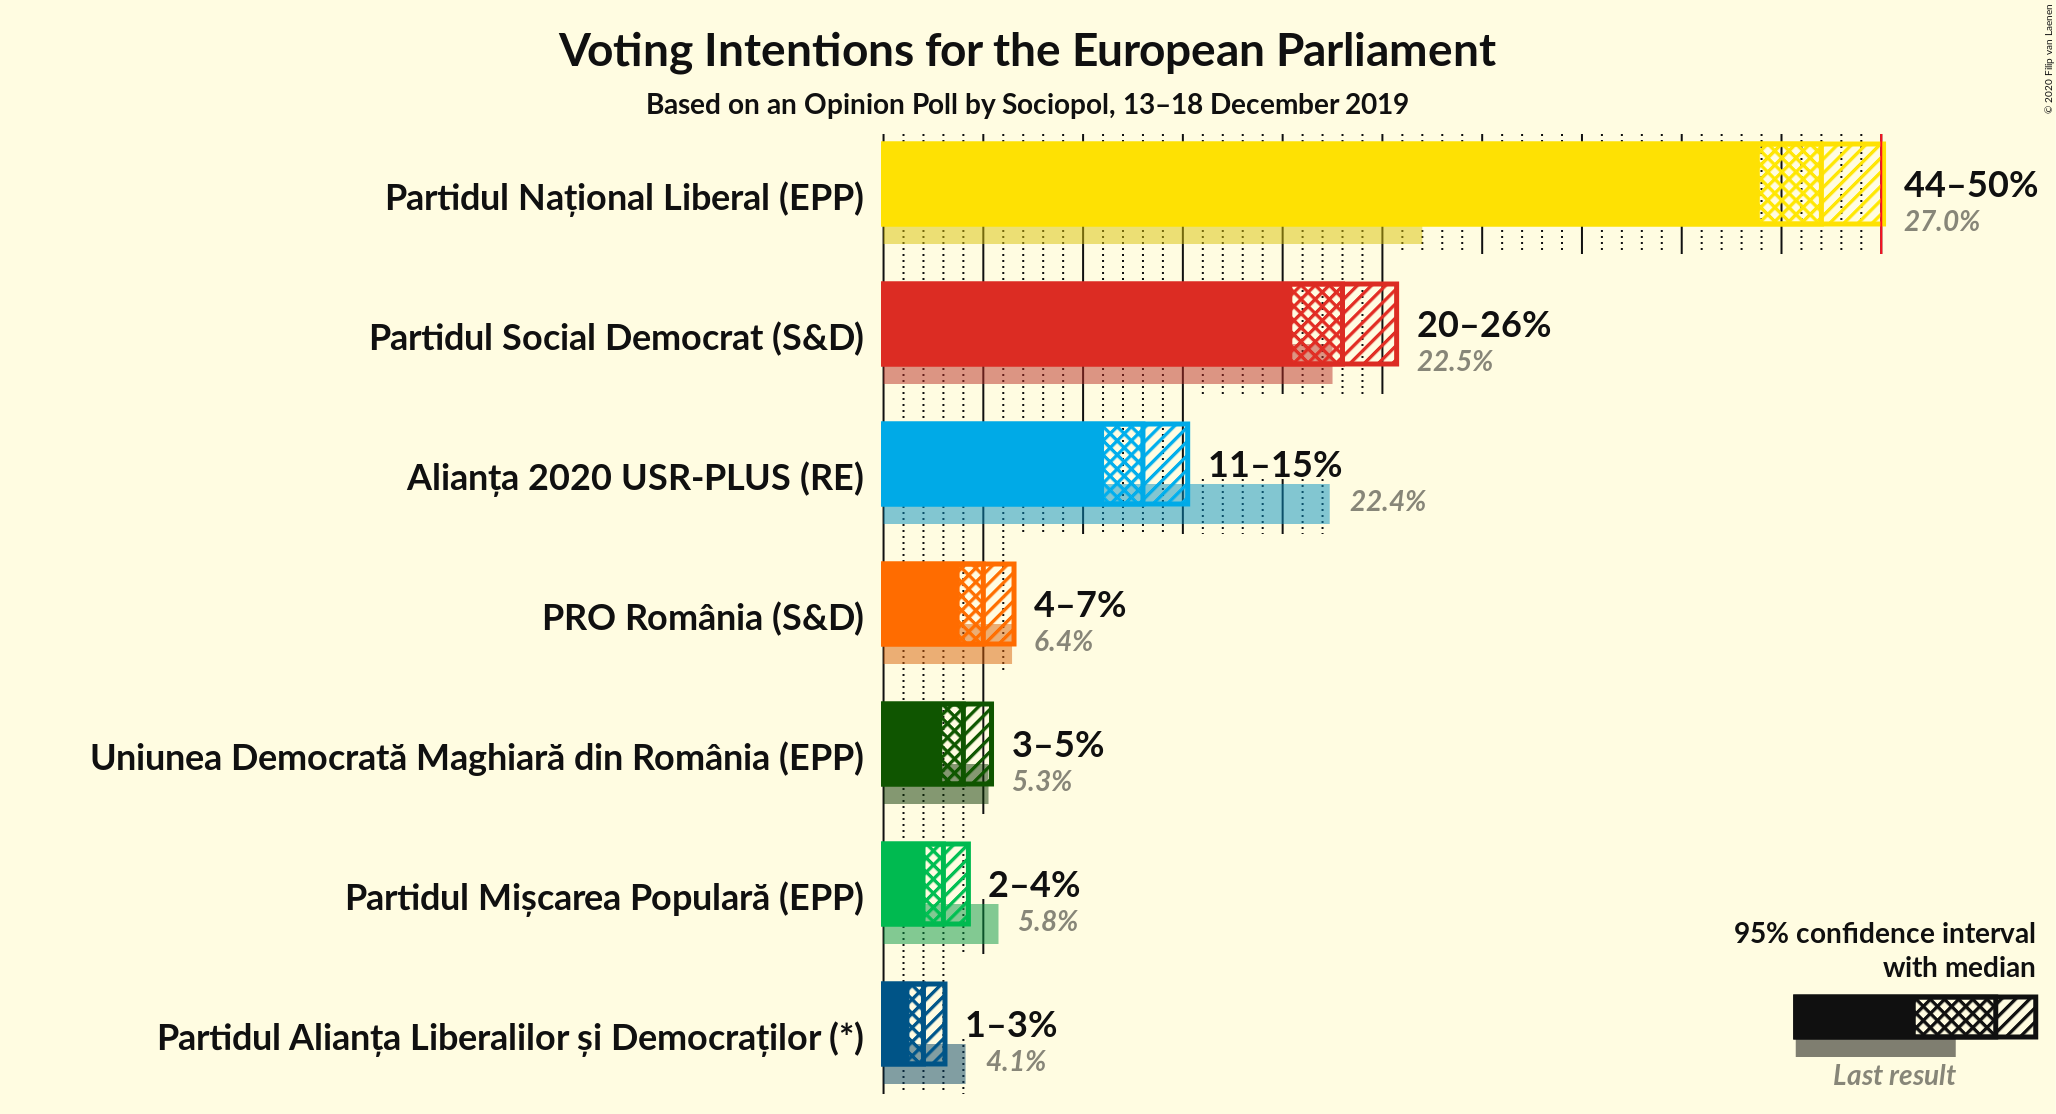 Voting Intentions for the European Parliament
Based on an Opinion Poll by Sociopol, 13–18 December 2019
© 2020 Filip van Laenen
Partidul Național Liberal (EPP)
44–50%
27.0%
Partidul Social Democrat (S&D)
20–26%
22.5%
Alianța 2020 USR-PLUS (RE)
11–15%
22.4%
PRO România (S&D)
4–7%
6.4%
Uniunea Democrată Maghiară din România (EPP)
3–5%
5.3%
Partidul Mișcarea Populară (EPP)
2–4%
5.8%
Partidul Alianța Liberalilor și Democraților (*)
1–3%
4.1%
95% confidence interval
with median
Last result